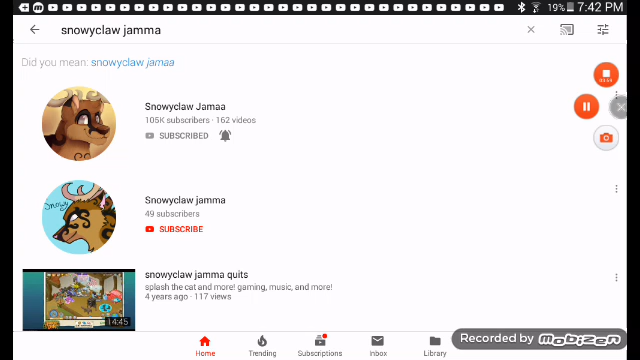 19% 7:42 PM
snowyclaw jamma
Did you mean: snowyclaw jamaa
Snowyclaw Jamaa
105K subscribers · 162 videos
SUBSCRIBED
Snowy
Snowyclaw jamma
49 subscribers
SUBSCRIBE
snowyclaw jamma quits
splash the cat and more! gaming, music, and more!
4 years ago · 117 views
14:45
Home Trending Subscriptions Inbox Library
Recorded by mobizen